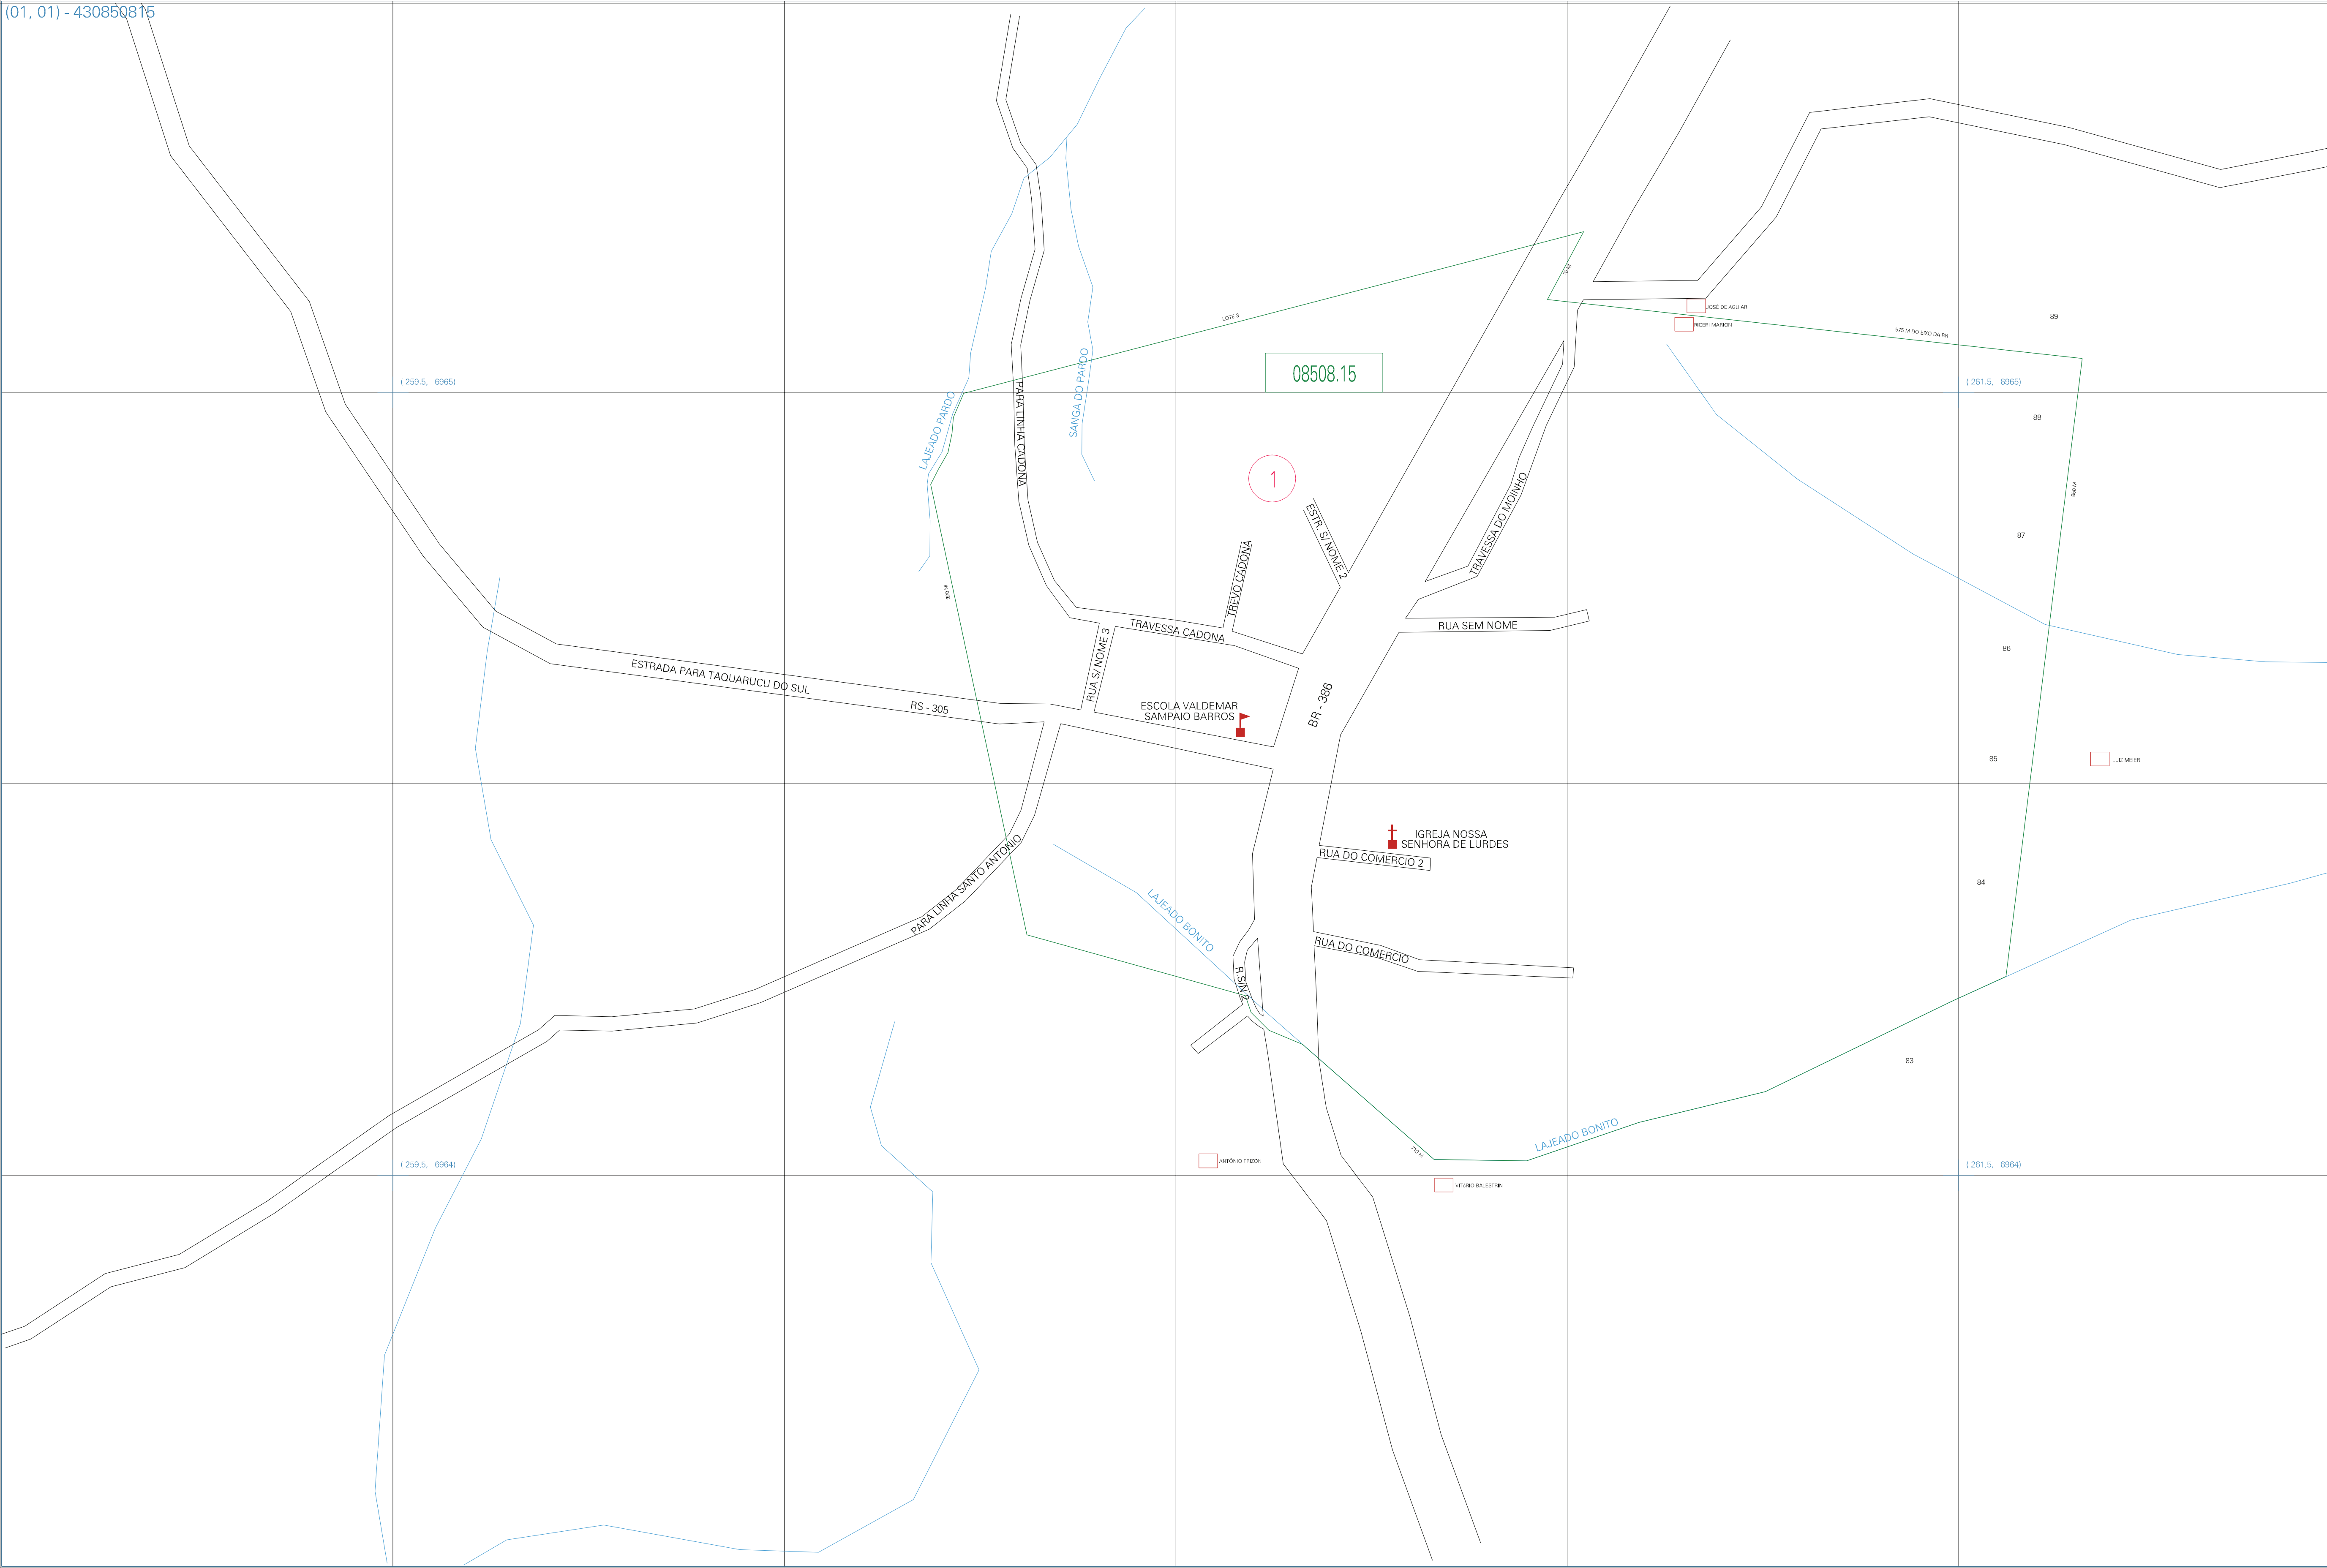 (01, 01) - 430850815
JOSÉ DE AGUIAR
NICERI MARION
LOTE 3
89
575 M DO EIXO DA BR
08508.15
( 259.5, 6965)
( 261.5, 6965)
LAJEADO PARDO
SANGA DO PARDO
PARA LINHA CADONA
88
1
850 M
ESTR. S/ NOME 2
TRAVESSA DO MOINHO
TREVO CADONA
87
TRAVESSA CADONA
RUA SEM NOME
RUA S/ NOME 3
86
ESTRADA PARA TAQUARUCU DO SUL
RS - 305
BR - 386
ESCOLA VALDEMAR
SAMPAIO BARROS
85
LUIZ MEIER
IGREJA NOSSA
SENHORA DE LURDES
RUA DO COMERCIO 2
PARA LINHA SANTO ANTONIO
84
LAJEADO BONITO
RUA DO COMERCIO
R.S/N 2
83
LAJEADO BONITO
710 M
( 259.5, 6964)
( 261.5, 6964)
ANTÔNIO FRIZON
VITóRIO BALESTRIN